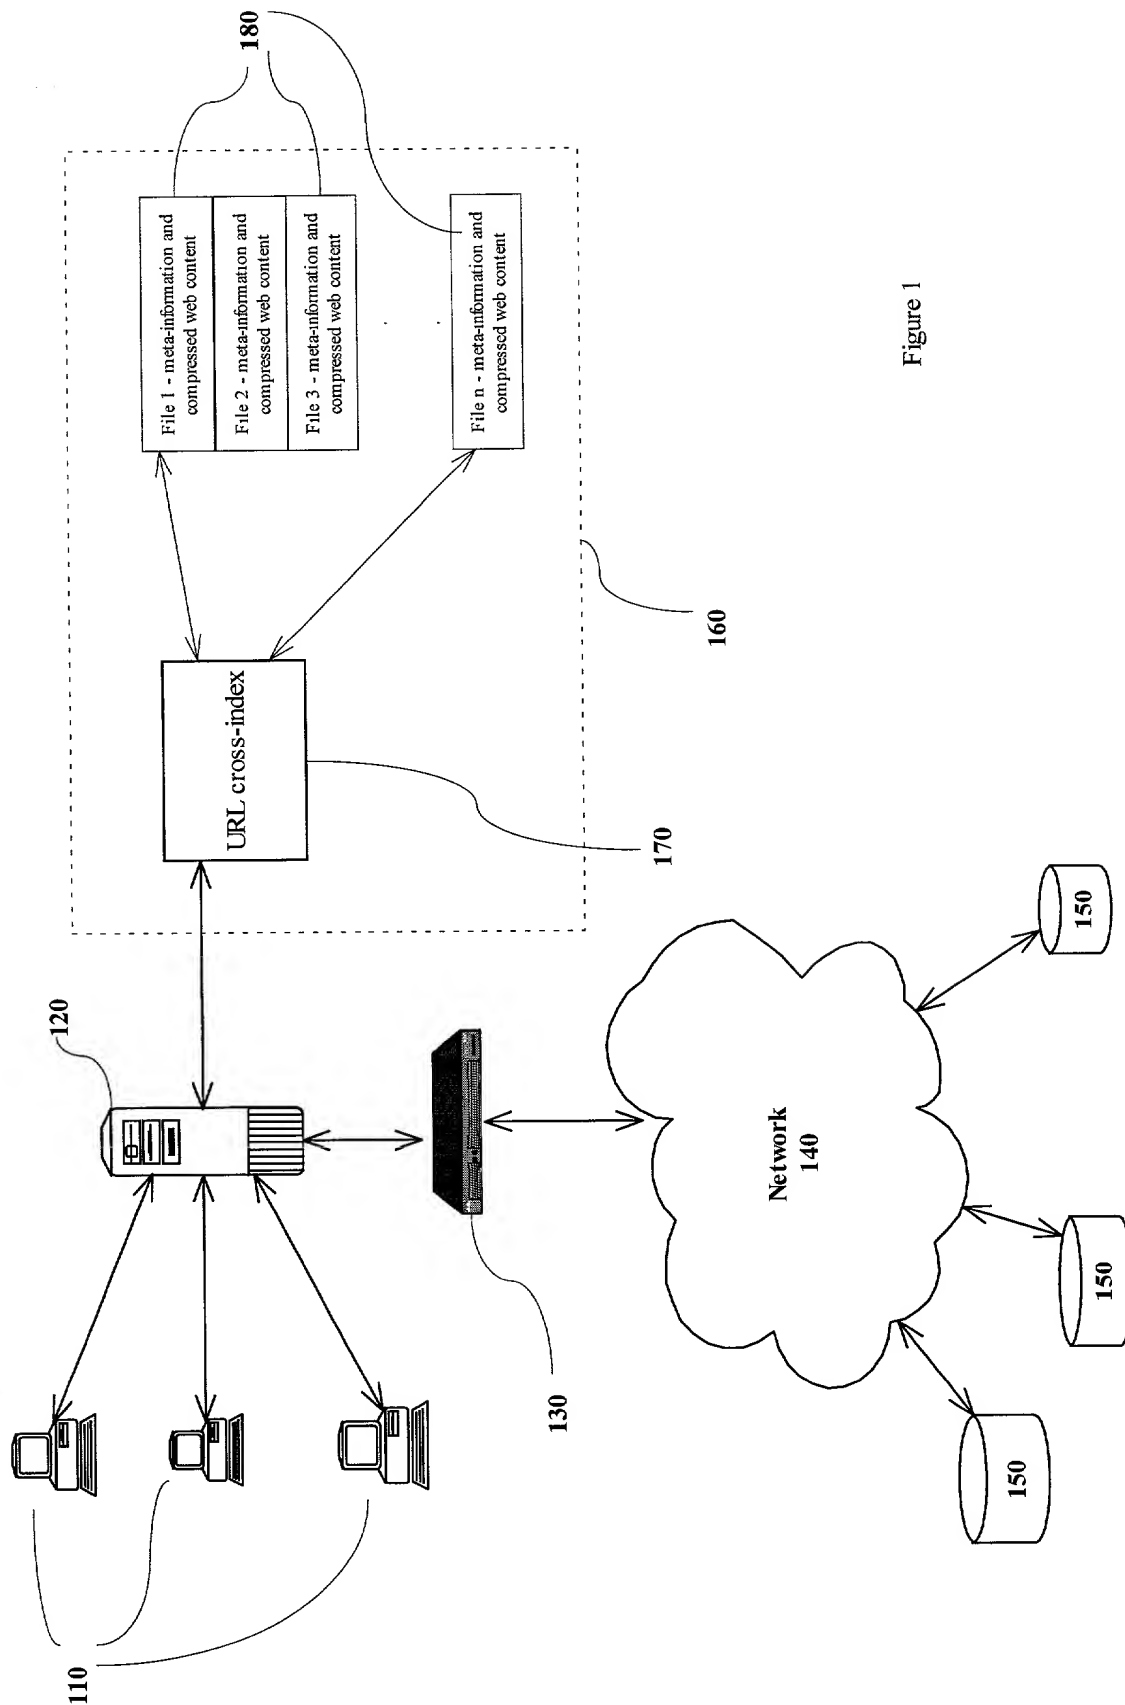 110
120
130
Network
140
150
150
150
160
URL cross-index
170
180
File 1 - meta-information and
compressed web content
File 2 - meta-information and
compressed web content
File 3 - meta-information and
compressed web content
File n - meta-information and
compressed web content
Figure 1